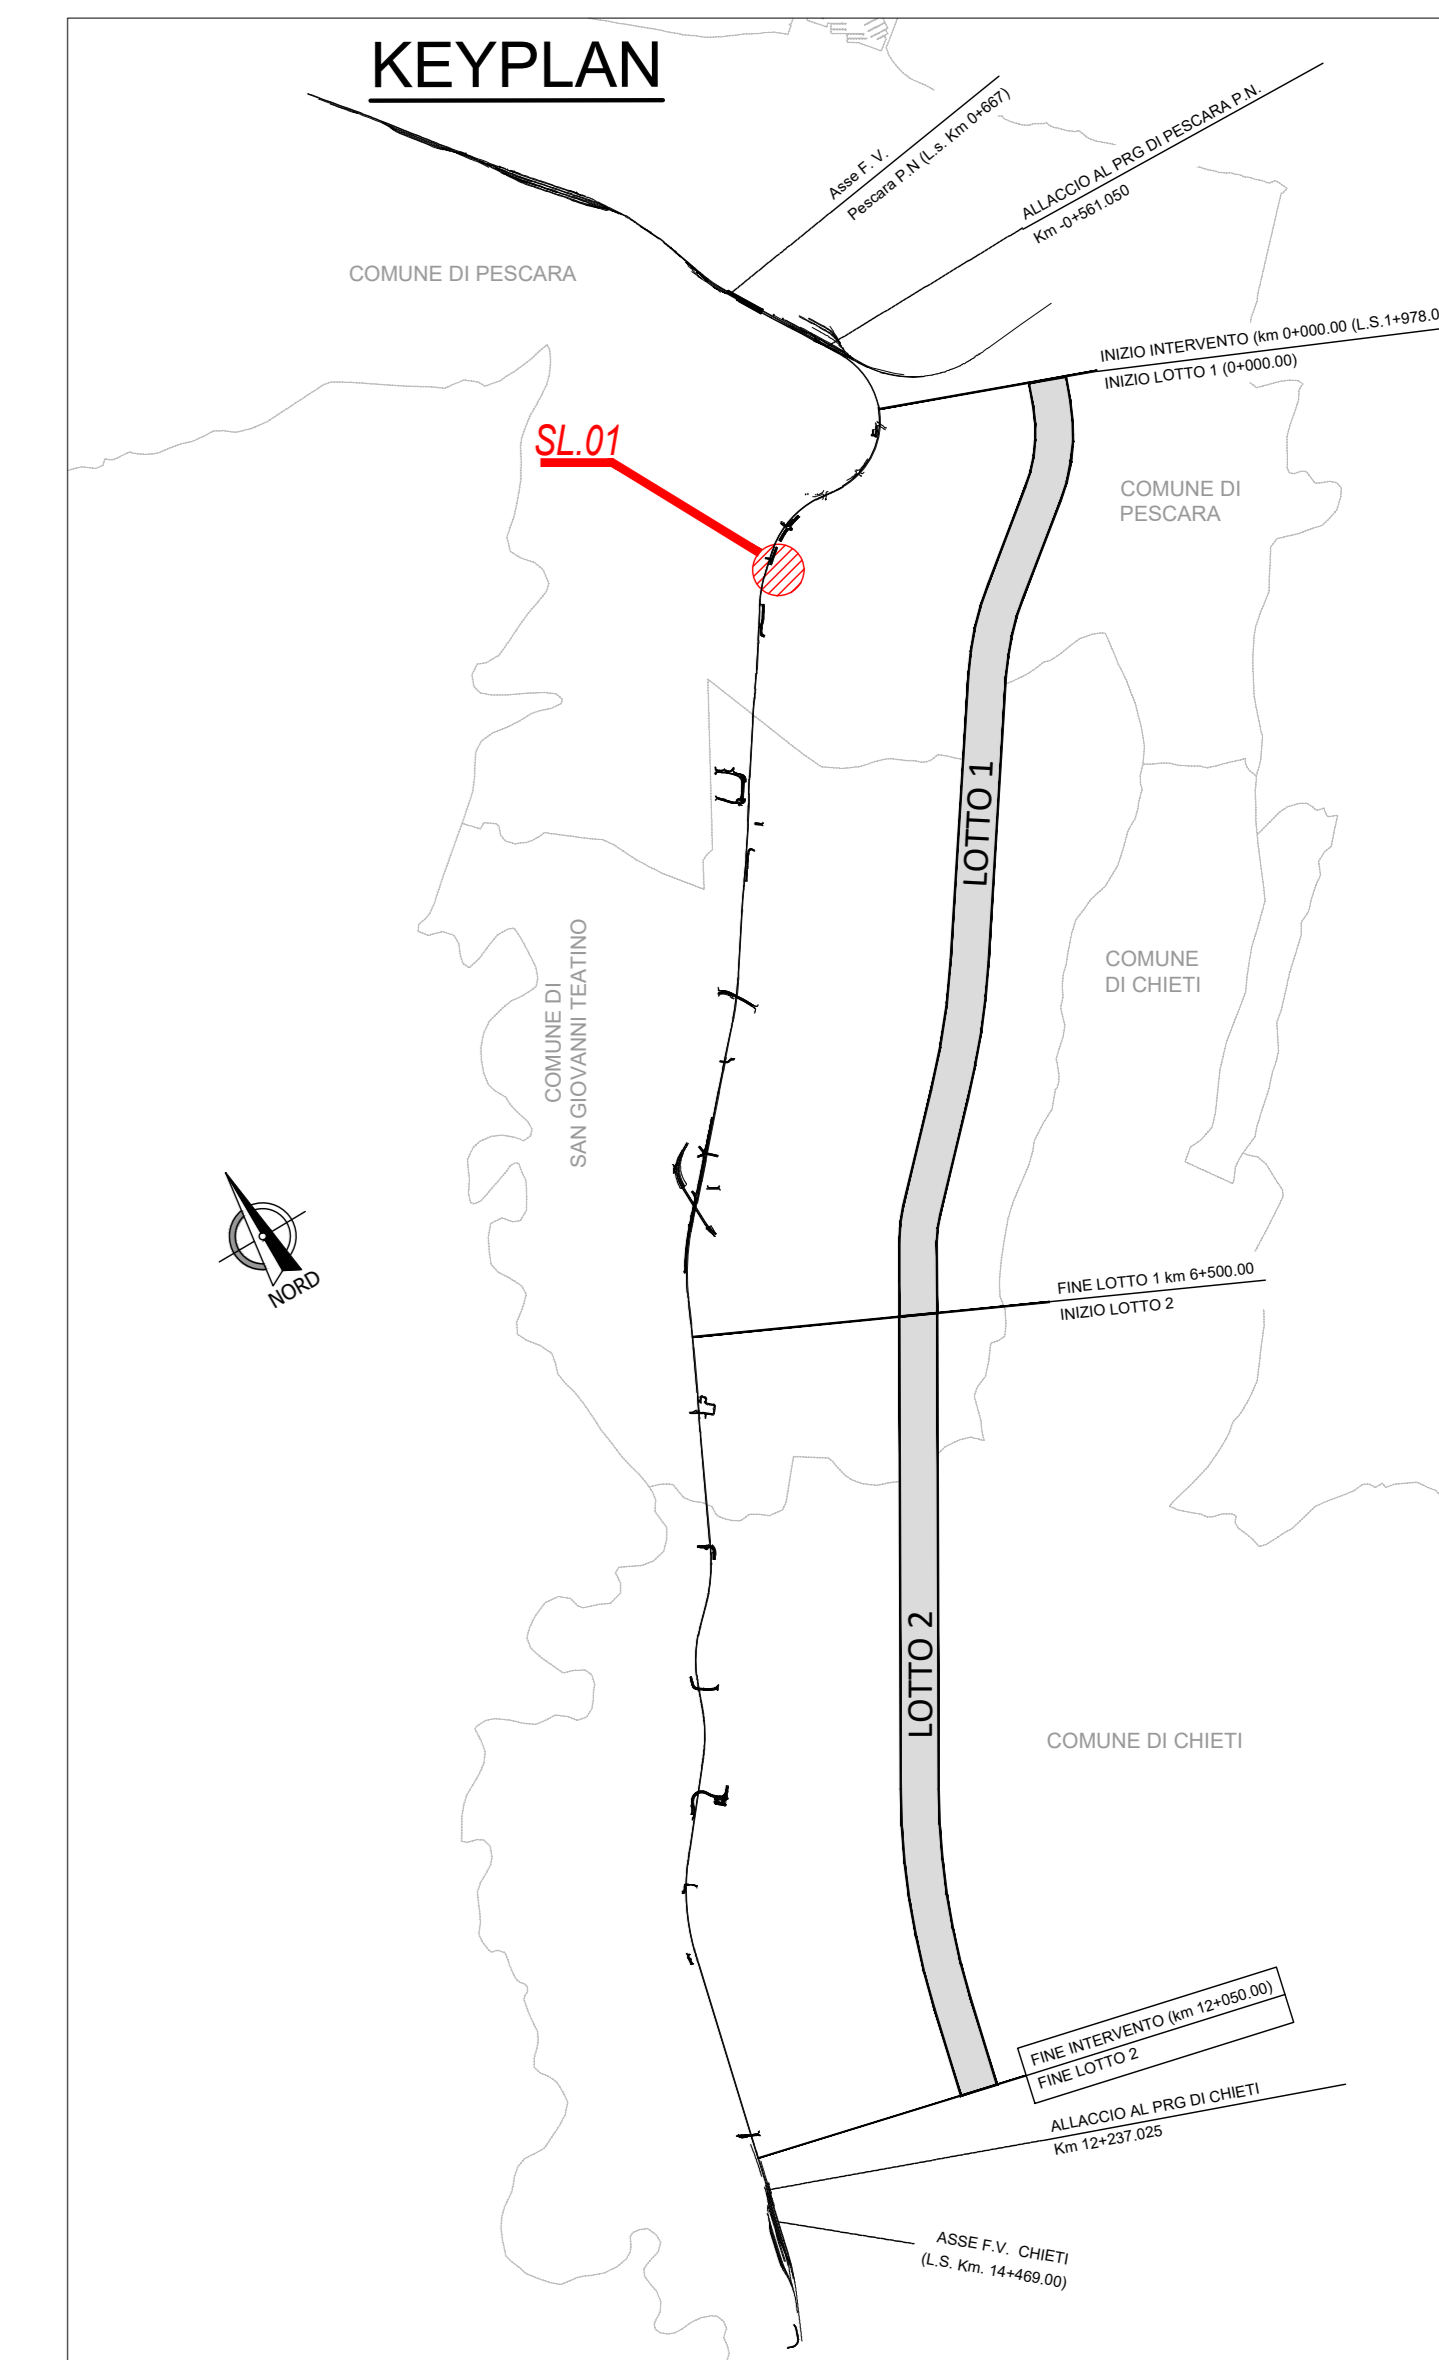 KEYPLAN
Asse F. V.
Pescara P.N (L.s. Km 0+667)
ALLACCIO AL PRG DI PESCARA P.N.
Km -0+561.050
COMUNE DI PESCARA
INIZIO INTERVENTO (km 0+000.00 (L.S.1+978.0
INIZIO LOTTO 1 (0+000.00)
SL.01
COMUNE DI
PESCARA
LOTTO 1
COMUNE DI
SAN GIOVANNI TEATINO
COMUNE
DI CHIETI
NORD
FINE LOTTO 1 km 6+500.00
INIZIO LOTTO 2
LOTTO 2
COMUNE DI CHIETI
FINE INTERVENTO (km 12+050.00)
FINE LOTTO 2
ALLACCIO AL PRG DI CHIETI
Km 12+237.025
ASSE F.V. CHIETI
(L.S. Km. 14+469.00)